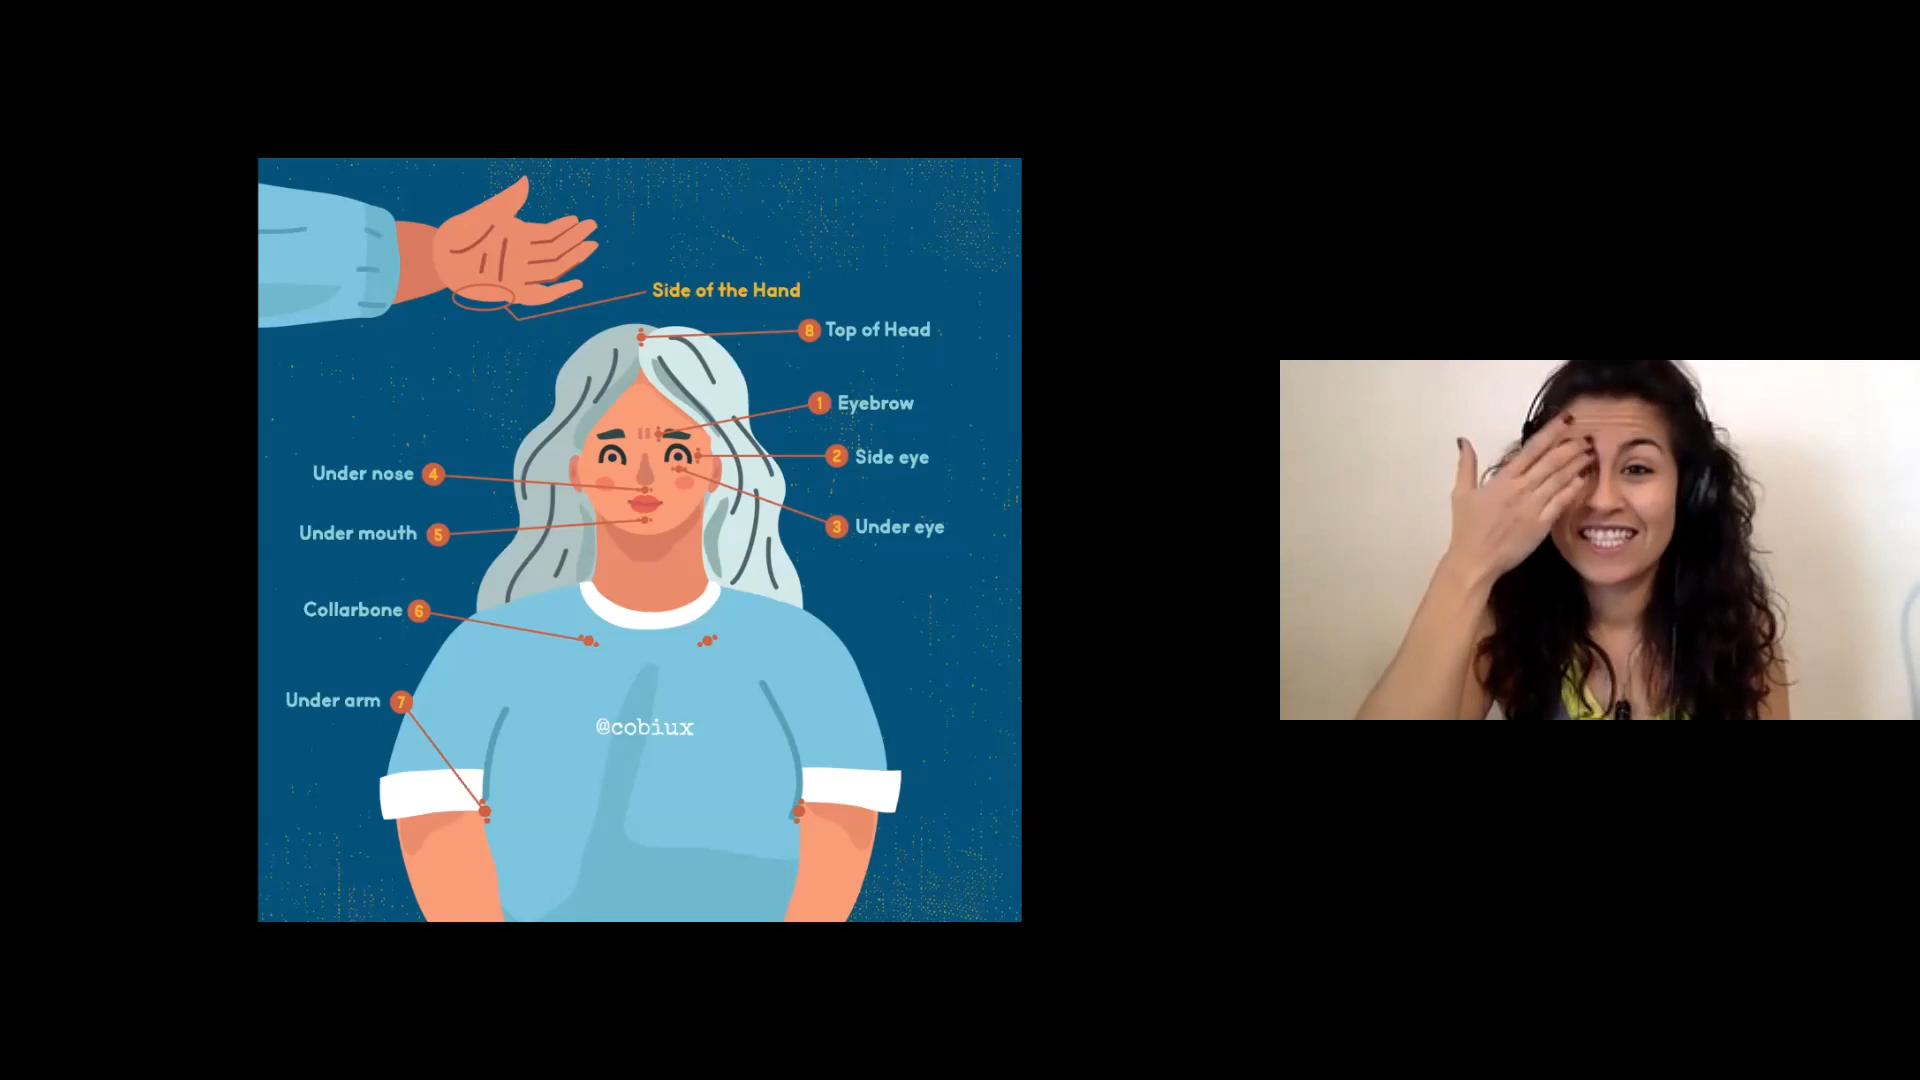 Side of the Hand
8 Top of Head
1 Eyebrow
2 Side eye
Under nose 4
3 Under eye
Under mouth 5
Collarbone 6
Under arm 7
@cobiux